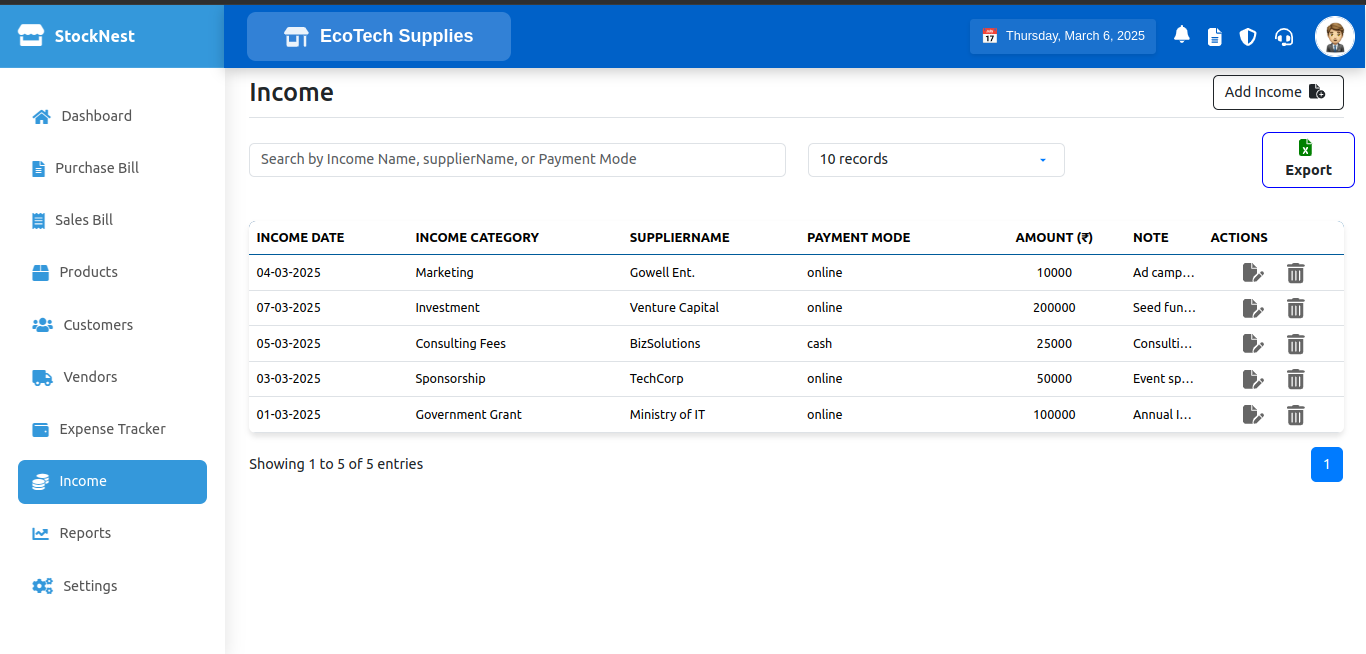 StockNest
EcoTech Supplies
Thursday, March 6, 2025
Income
Add Income
Dashboard
Purchase Bill
Sales Bill
Products
Customers
Vendors
Expense Tracker
Income
Reports
Settings
Search by Income Name, supplierName, or Payment Mode
10 records
Export
INCOME DATE INCOME CATEGORY SUPPLIERNAME PAYMENT MODE AMOUNT (₹) NOTE ACTIONS
04-03-2025 Marketing Gowell Ent. online 10000 Ad camp...
07-03-2025 Investment Venture Capital online 200000 Seed fun...
05-03-2025 Consulting Fees BizSolutions cash 25000 Consulti...
03-03-2025 Sponsorship TechCorp online 50000 Event sp...
01-03-2025 Government Grant Ministry of IT online 100000 Annual I...
Showing 1 to 5 of 5 entries
1